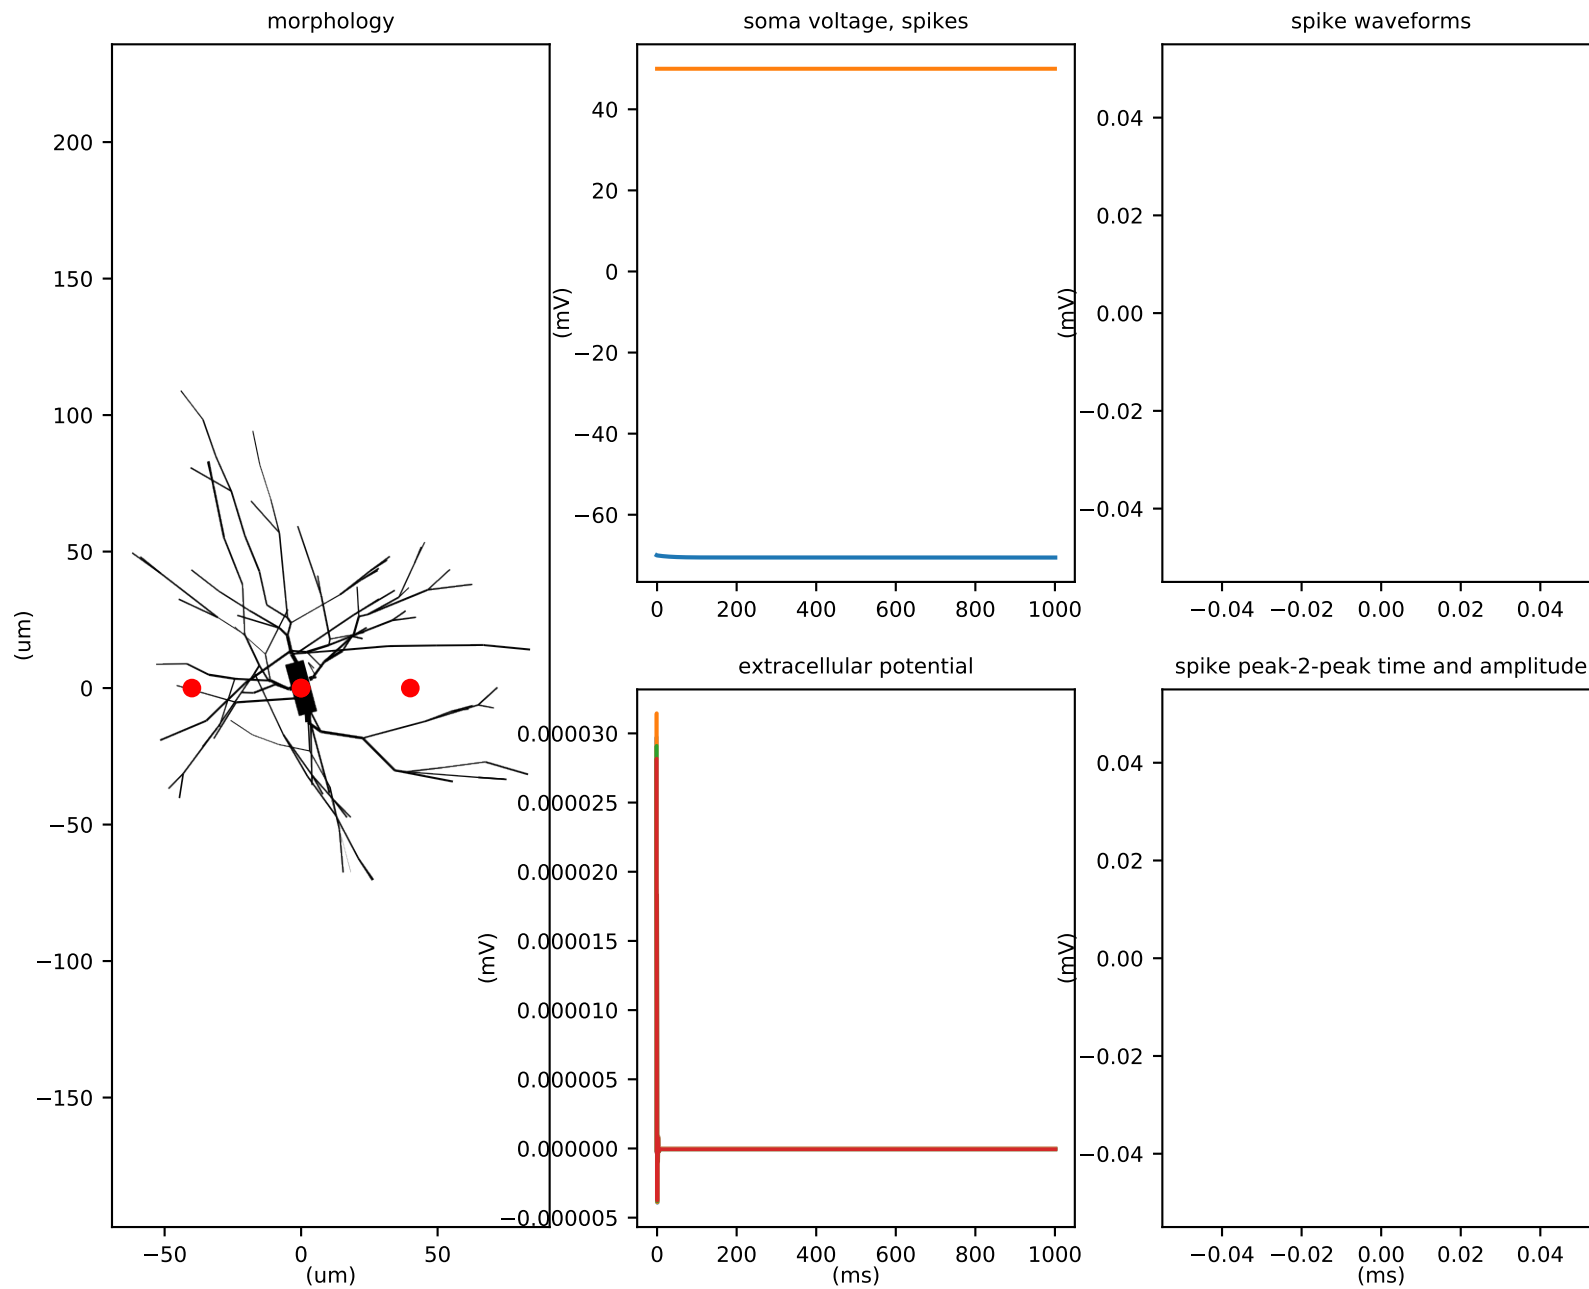 morphology
200
150
100
50
0
−50
−100
−150
(um)
−50 0 50
(um)
soma voltage, spikes
40
20
0
−20
−40
−60
(mV)
0 200 400 600 800 1000
spike waveforms
0.04
0.02
0.00
−0.02
−0.04
(mV)
−0.04 −0.02 0.00 0.02 0.04
extracellular potential
0.000030
0.000025
0.000020
0.000015
0.000010
0.000005
0.000000
−0.000005
(mV)
0 200 400 600 800 1000
(ms)
spike peak-2-peak time and amplitude
0.04
0.02
0.00
−0.02
−0.04
(mV)
−0.04 −0.02 0.00 0.02 0.04
(ms)